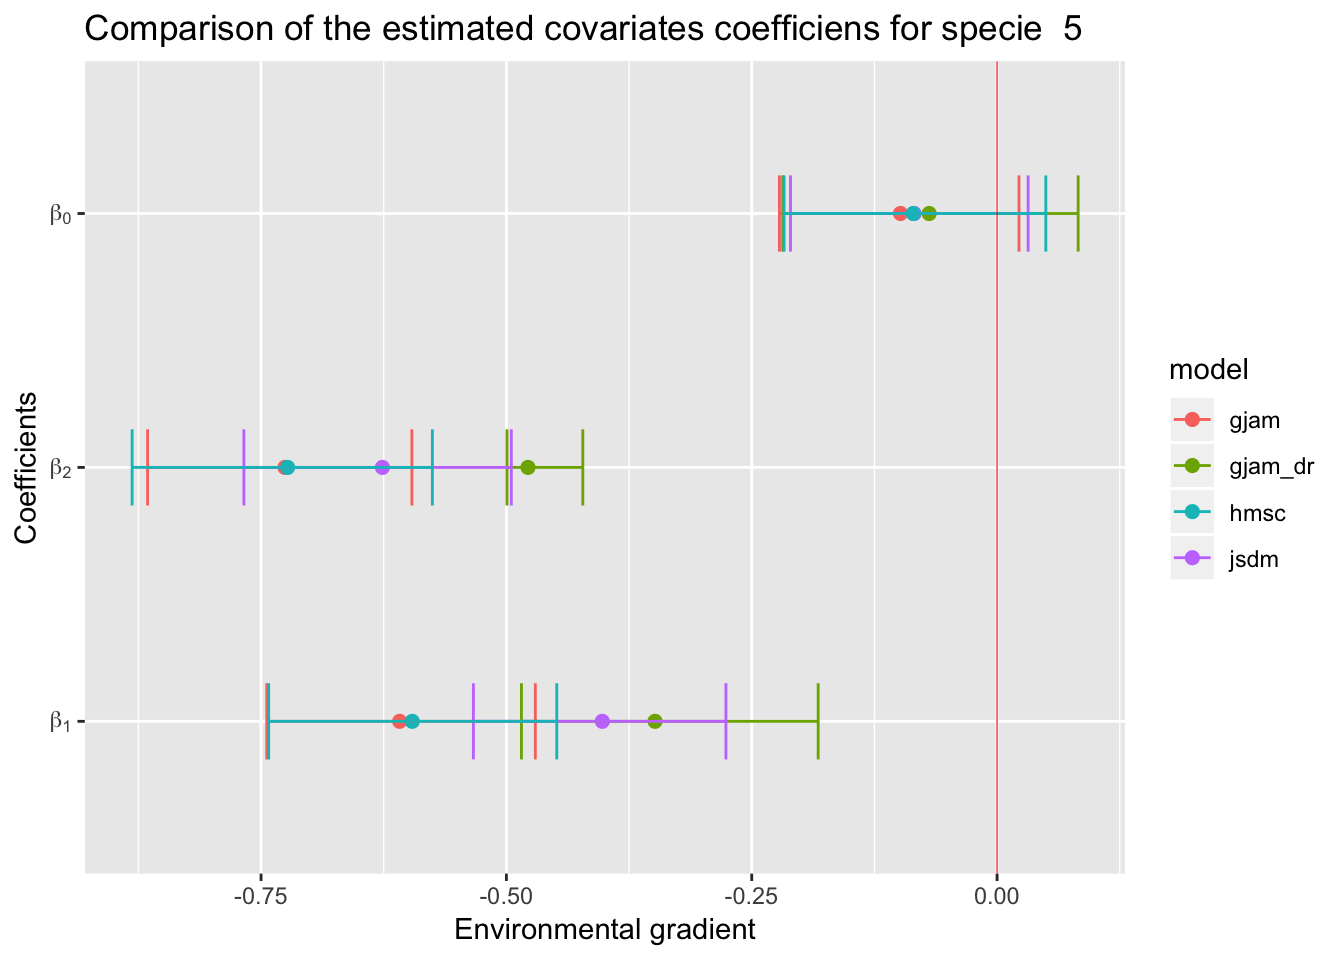 Comparison of the estimated covariates coefficiens for specie  5
Coefficients
β₀
β₂
β₁
-0.75
-0.50
-0.25
0.00
Environmental gradient
model
gjam
gjam_dr
hmsc
jsdm